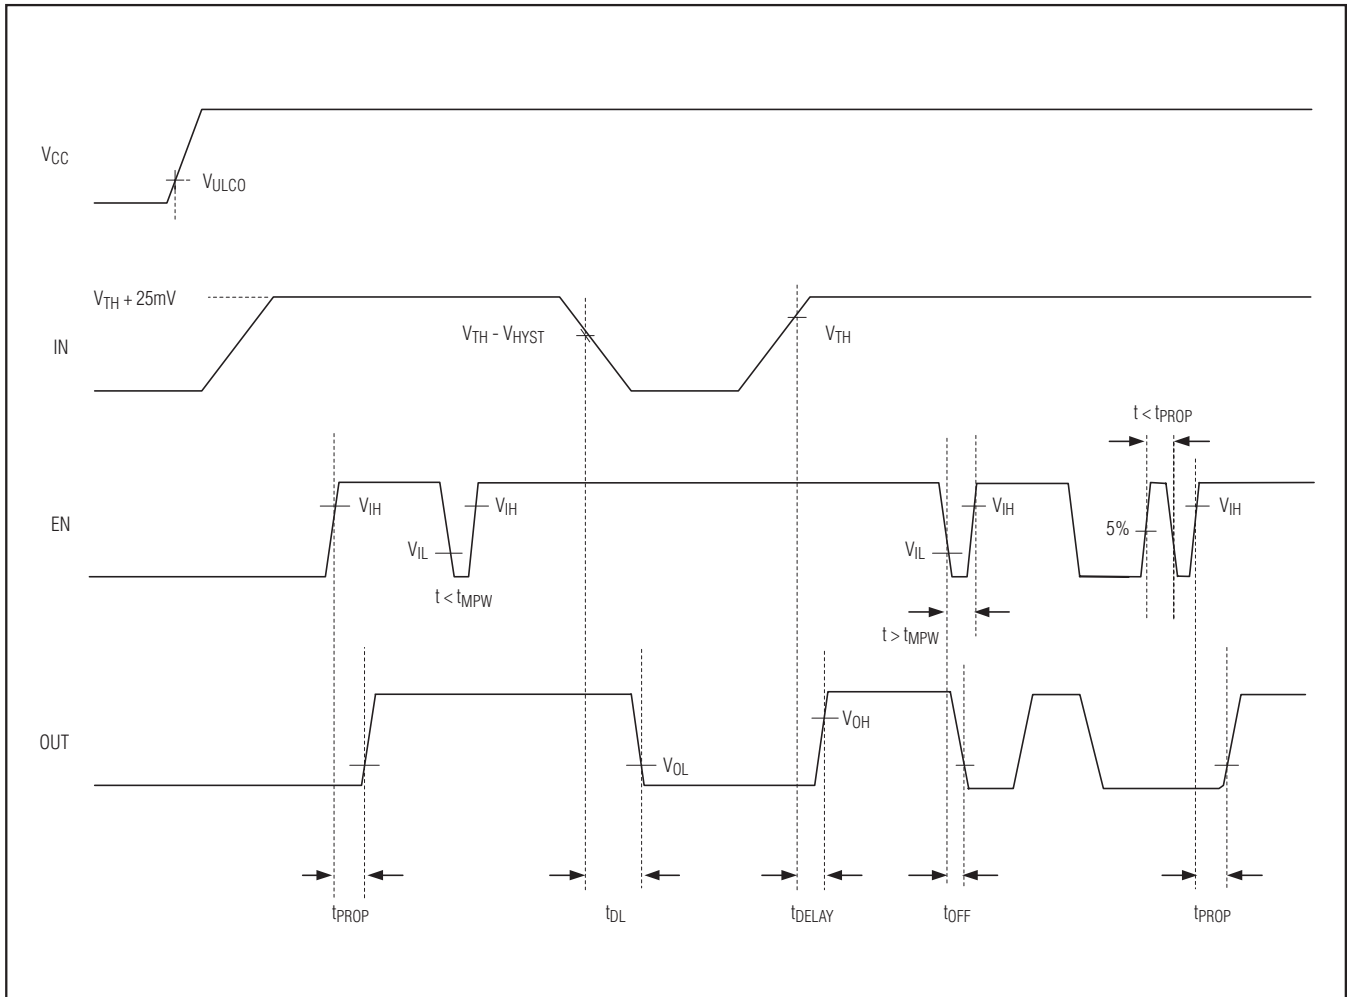 VCC
VULCO
VTH + 25mV
VTH - VHYST
VTH
IN
t < tPROP
VIH
VIH
VIH
VIH
5%
EN
VIL
VIL
t < tMPW
t > tMPW
VOH
OUT
VOL
tPROP
tDL
tDELAY
tOFF
tPROP